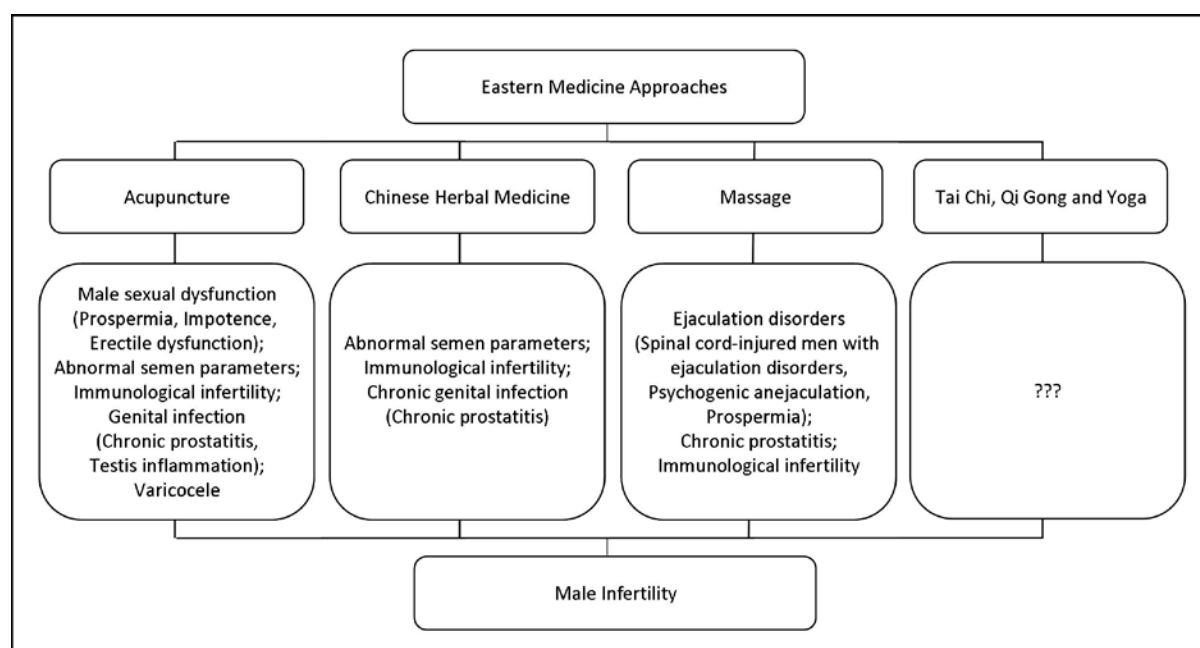 Eastern Medicine Approaches
Acupuncture
Chinese Herbal Medicine
Massage
Tai Chi, Qi Gong and Yoga
Male sexual dysfunction
(Prospermia, Impotence,
Erectile dysfunction);
Abnormal semen parameters;
Immunological infertility;
Genital infection
(Chronic prostatitis,
Testis inflammation);
Varicocele
Abnormal semen parameters;
Immunological infertility;
Chronic genital infection
(Chronic prostatitis)
Ejaculation disorders
(Spinal cord-injured men with
ejaculation disorders,
Psychogenic anejaculation,
Prospermia);
Chronic prostatitis;
Immunological infertility
???
Male Infertility